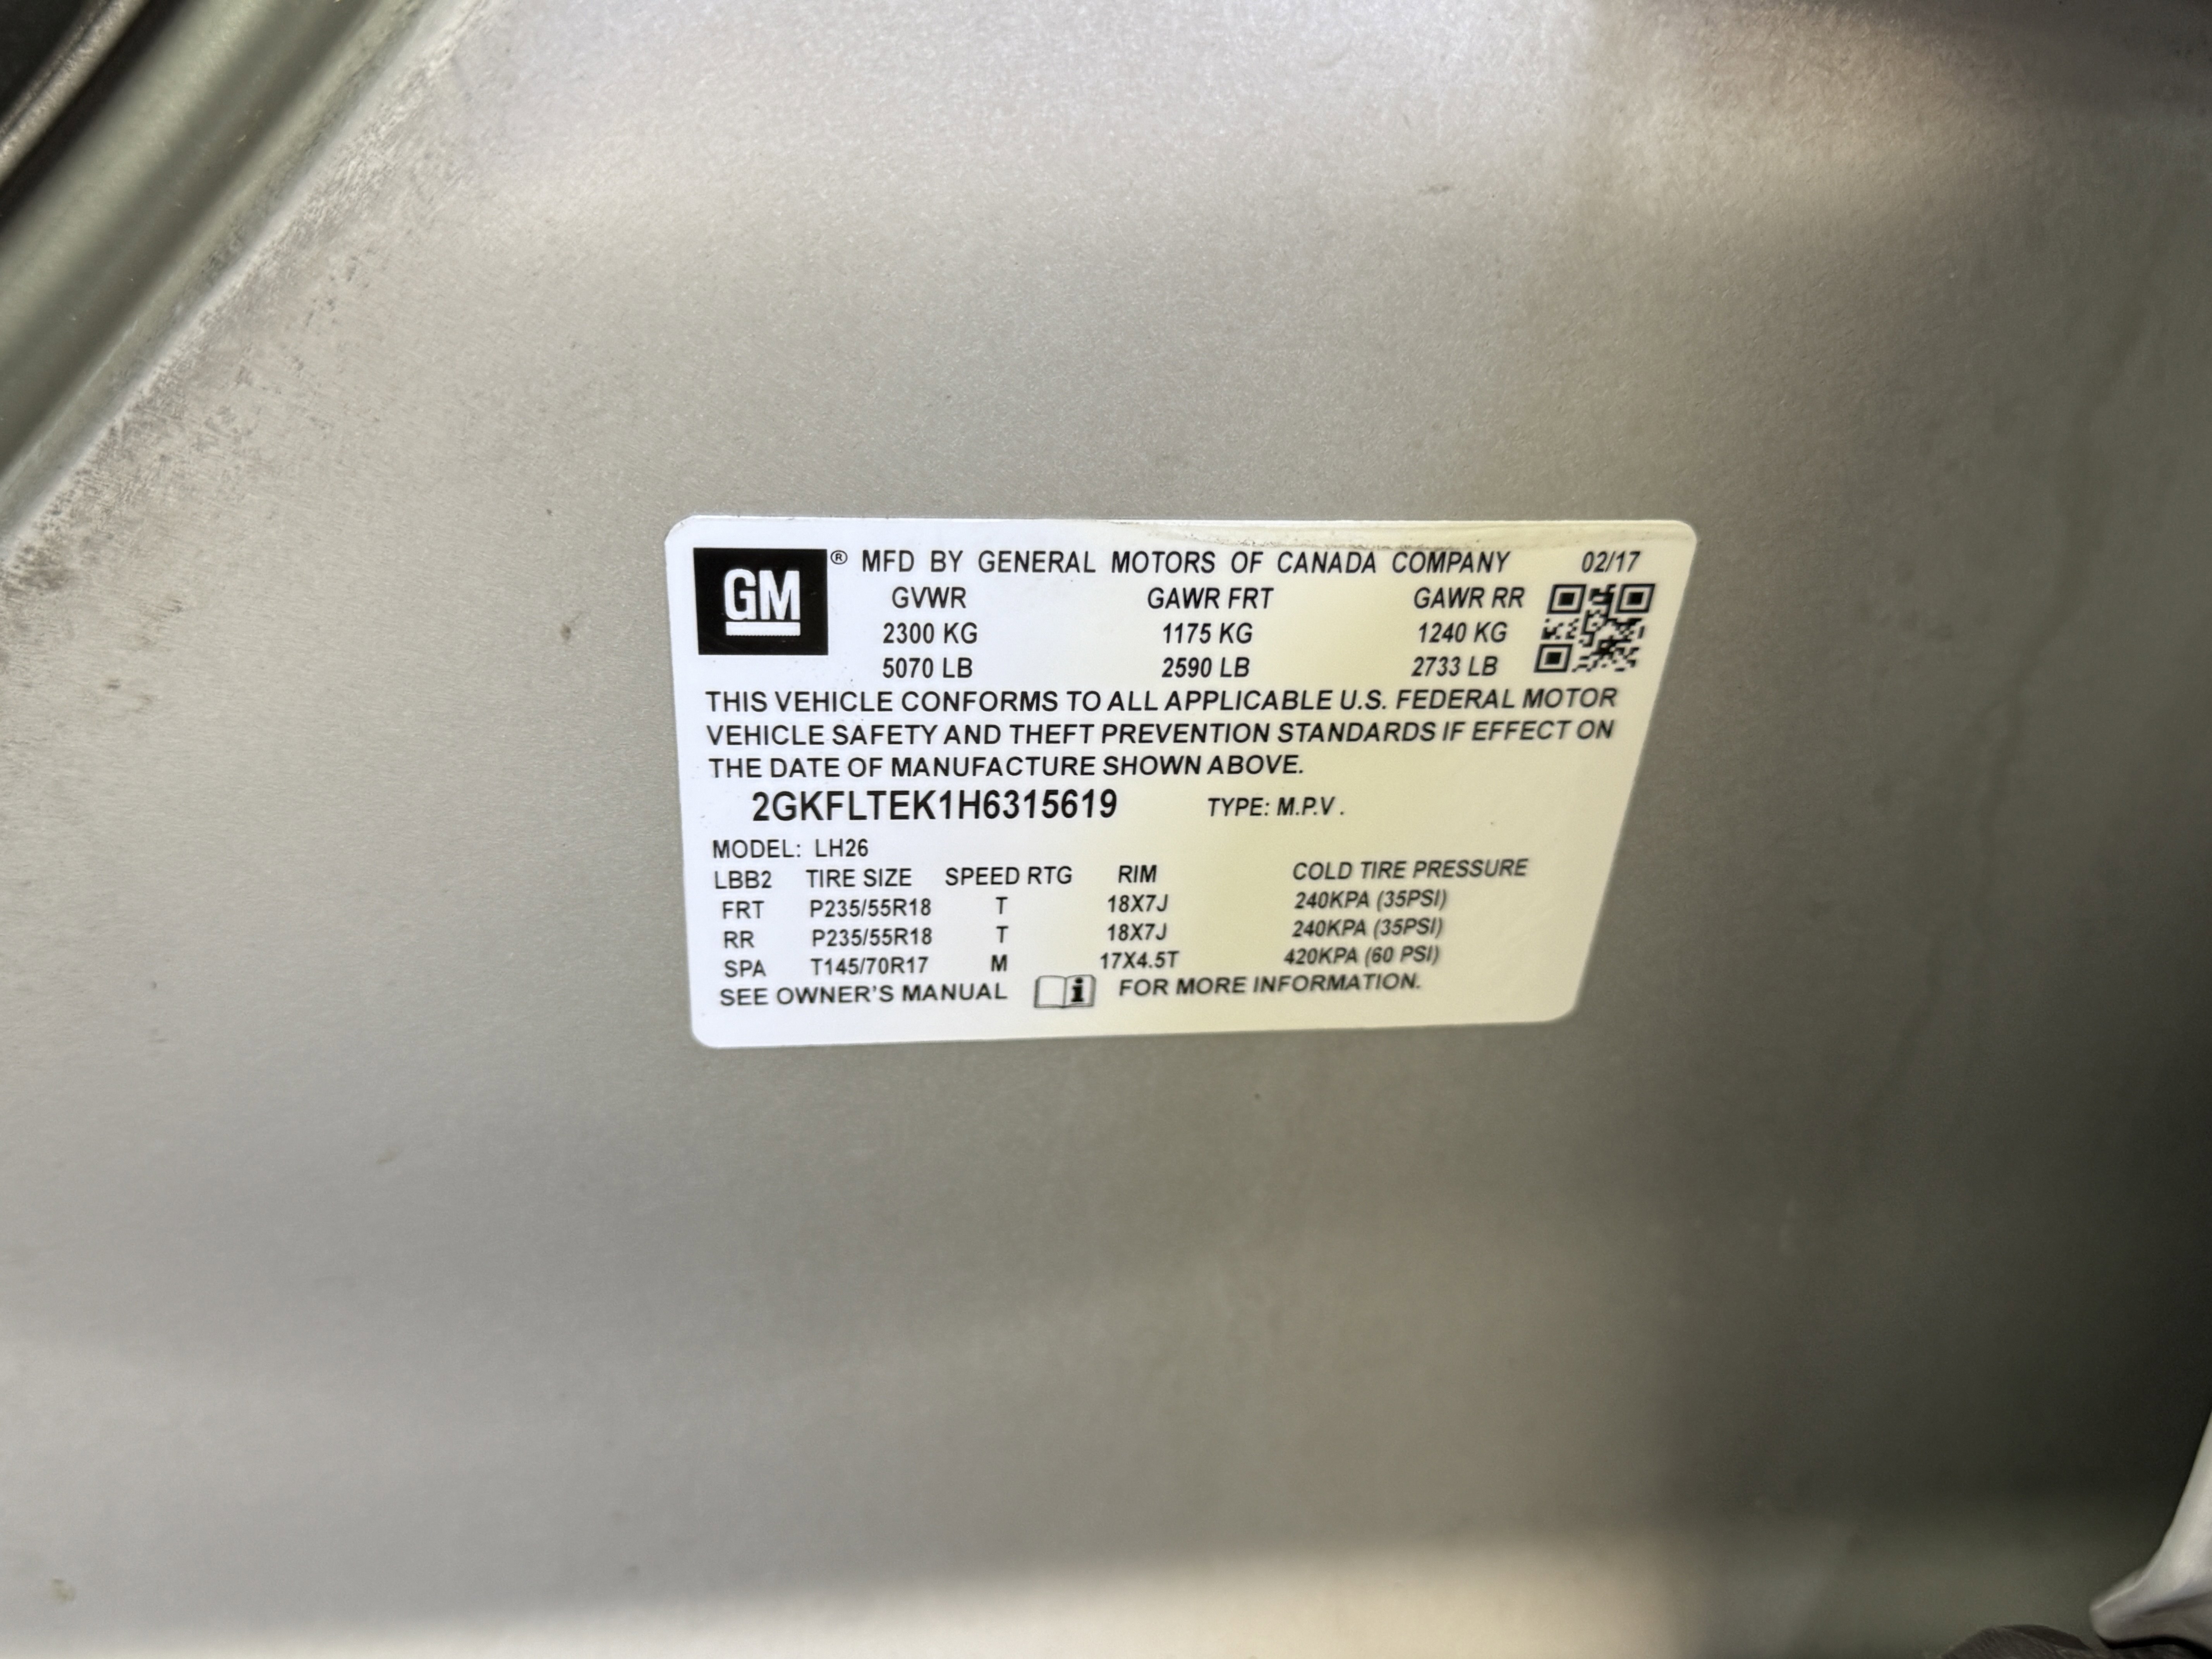 GM ® MFD BY GENERAL MOTORS OF CANADA COMPANY 02/17
GVWR GAWR FRT GAWR RR
2300 KG 1175 KG 1240 KG
5070 LB 2590 LB 2733 LB
THIS VEHICLE CONFORMS TO ALL APPLICABLE U.S. FEDERAL MOTOR
VEHICLE SAFETY AND THEFT PREVENTION STANDARDS IF EFFECT ON
THE DATE OF MANUFACTURE SHOWN ABOVE.
2GKFLTEK1H6315619 TYPE: M.P.V.
MODEL: LH26
LBB2 TIRE SIZE SPEED RTG RIM COLD TIRE PRESSURE
FRT P235/55R18 T 18X7J 240KPA (35PSI)
RR P235/55R18 T 18X7J 240KPA (35PSI)
SPA T145/70R17 M 17X4.5T 420KPA (60 PSI)
SEE OWNER'S MANUAL i FOR MORE INFORMATION.